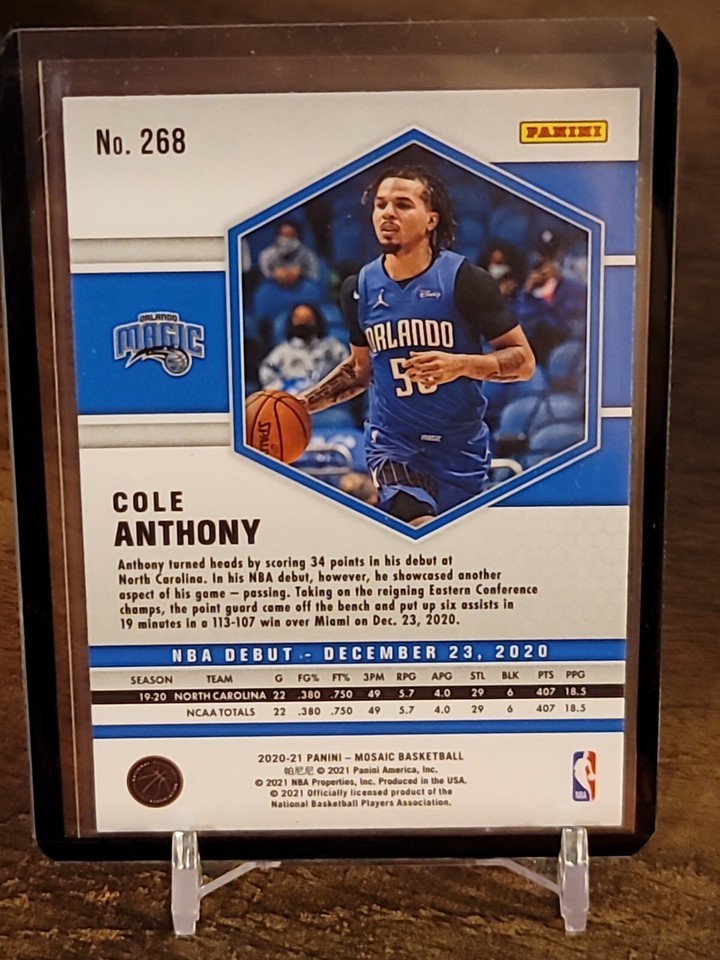 No. 268
PANINI
ORLANDO
MAGIC
Disney
ORLANDO
SPALDING
MAGIC
COLE
ANTHONY
Anthony turned heads by scoring 34 points in his debut at
North Carolina. In his NBA debut, however, he showcased another
aspect of his game – passing. Taking on the reigning Eastern Conference
champs, the point guard came off the bench and put up six assists in
19 minutes in a 113-107 win over Miami on Dec. 23, 2020.
NBA DEBUT - DECEMBER 23, 2020
SEASON TEAM G FG% FT% 3PM RPG APG STL BLK PTS PPG
19-20 NORTH CAROLINA 22 .380 .750 49 5.7 4.0 29 6 407 18.5
NCAA TOTALS 22 .380 .750 49 5.7 4.0 29 6 407 18.5
2020-21 PANINI – MOSAIC BASKETBALL
帕尼尼 © 2021 Panini America, Inc.
© 2021 NBA Properties, Inc. Produced in the USA.
© 2021 Officially licensed product of the
National Basketball Players Association.
NBA